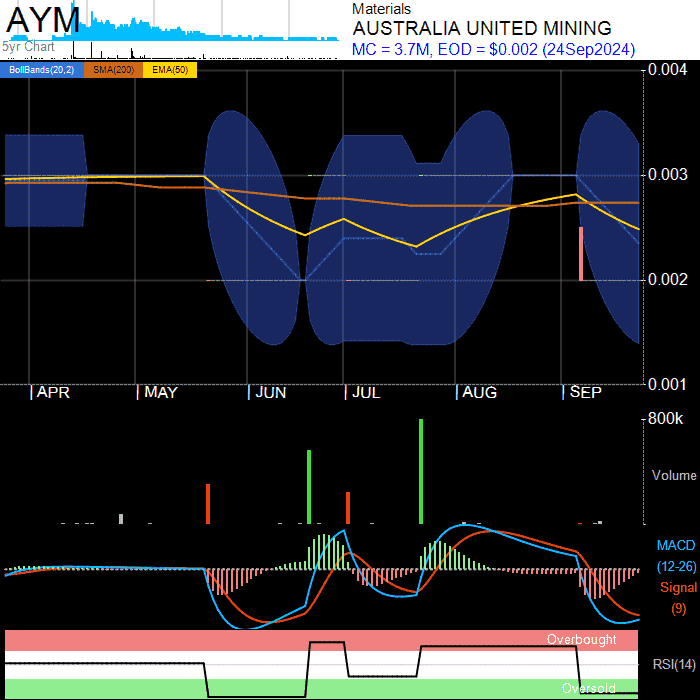 AYM
5yr Chart
Materials
AUSTRALIA UNITED MINING
MC = 3.7M, EOD = $0.002 (24Sep2024)
BollBands(20,2) SMA(200) EMA(50)
0.004
0.003
0.002
0.001
APR MAY JUN JUL AUG SEP
800k
Volume
MACD
(12-26)
Signal
(9)
Overbought
RSI(14)
Oversold